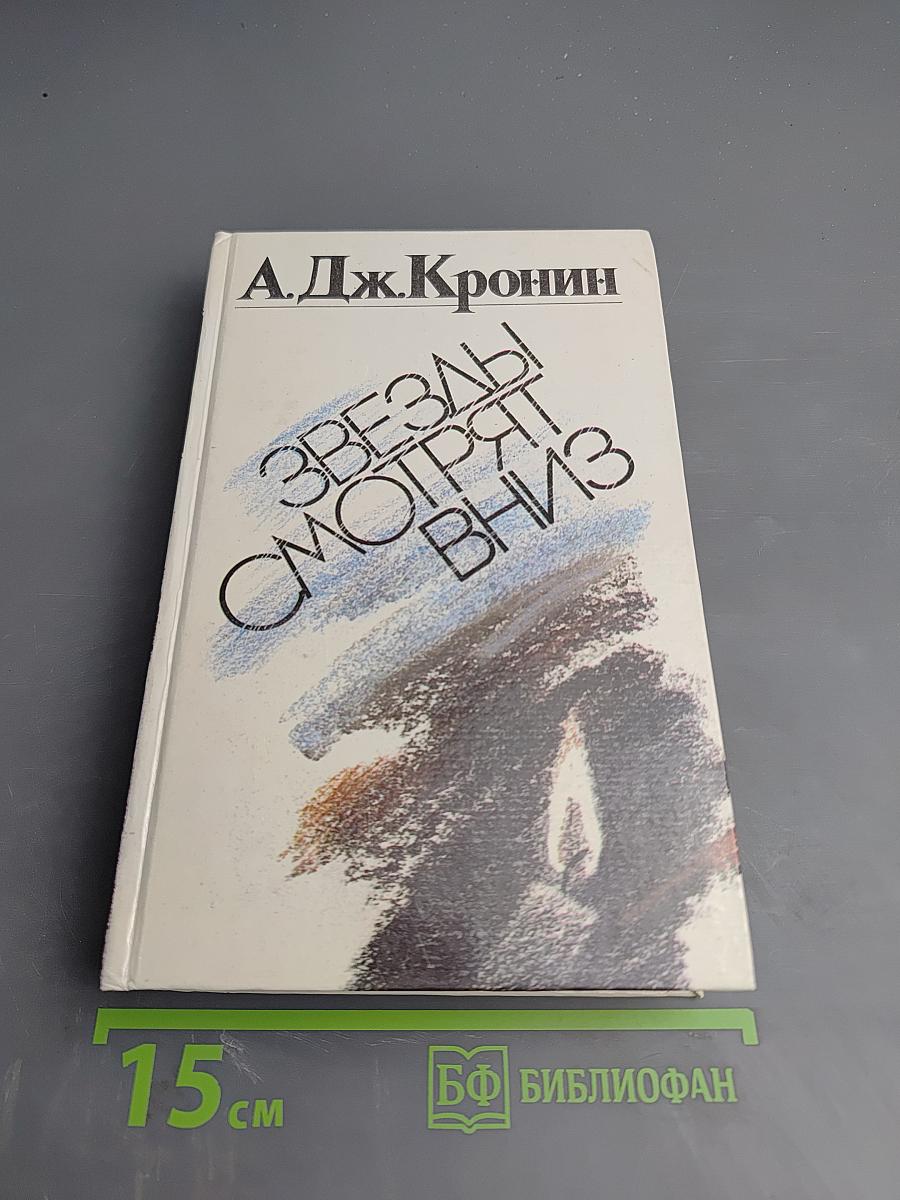 А. Дж. Кронин
ЗВЕЗДЫ
СМОТРЯТ
ВНИЗ
15 см
БФ БИБЛИОФАН